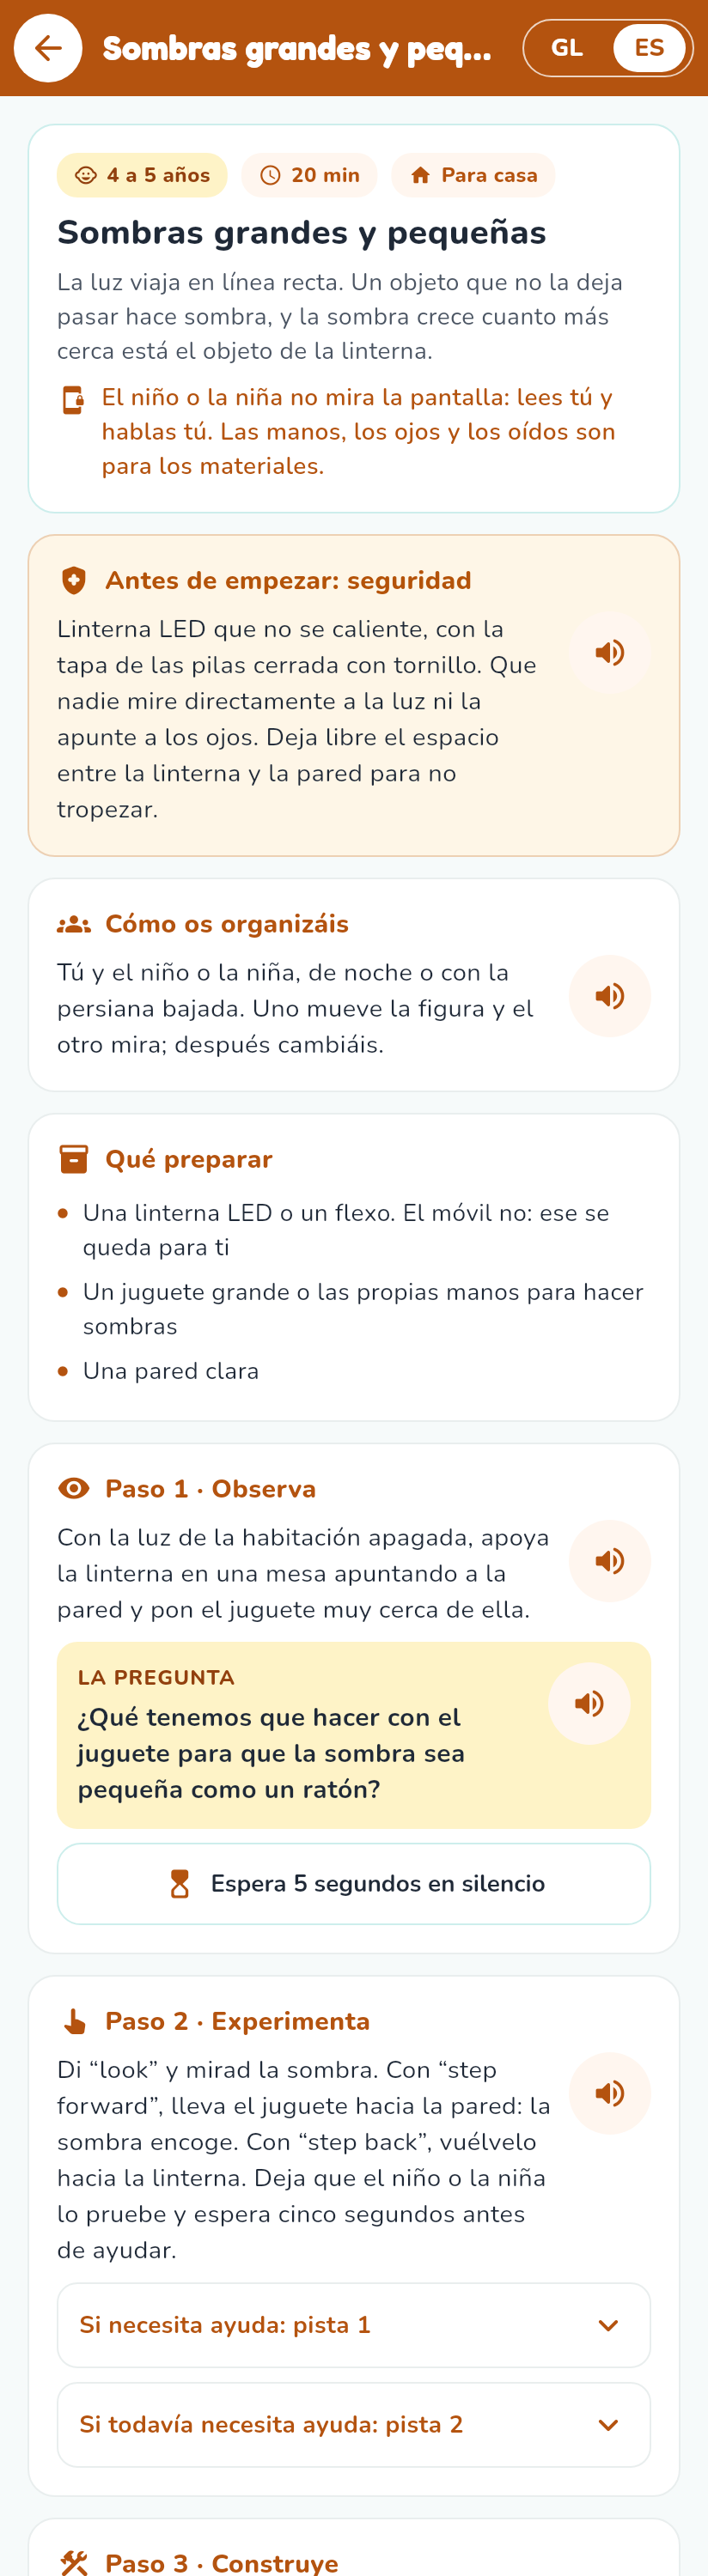 Sombras grandes y peq...
GL
ES
4 a 5 años
20 min
Para casa
Sombras grandes y pequeñas
La luz viaja en línea recta. Un objeto que no la deja
pasar hace sombra, y la sombra crece cuanto más
cerca está el objeto de la linterna.
El niño o la niña no mira la pantalla: lees tú y
hablas tú. Las manos, los ojos y los oídos son
para los materiales.
Antes de empezar: seguridad
Linterna LED que no se caliente, con la
tapa de las pilas cerrada con tornillo. Que
nadie mire directamente a la luz ni la
apunte a los ojos. Deja libre el espacio
entre la linterna y la pared para no
tropezar.
Cómo os organizáis
Tú y el niño o la niña, de noche o con la
persiana bajada. Uno mueve la figura y el
otro mira; después cambiáis.
Qué preparar
Una linterna LED o un flexo. El móvil no: ese se
queda para ti
Un juguete grande o las propias manos para hacer
sombras
Una pared clara
Paso 1 · Observa
Con la luz de la habitación apagada, apoya
la linterna en una mesa apuntando a la
pared y pon el juguete muy cerca de ella.
LA PREGUNTA
¿Qué tenemos que hacer con el
juguete para que la sombra sea
pequeña como un ratón?
Espera 5 segundos en silencio
Paso 2 · Experimenta
Di “look” y mirad la sombra. Con “step
forward”, lleva el juguete hacia la pared: la
sombra encoge. Con “step back”, vuélvelo
hacia la linterna. Deja que el niño o la niña
lo pruebe y espera cinco segundos antes
de ayudar.
Si necesita ayuda: pista 1
Si todavía necesita ayuda: pista 2
Paso 3 · Construye